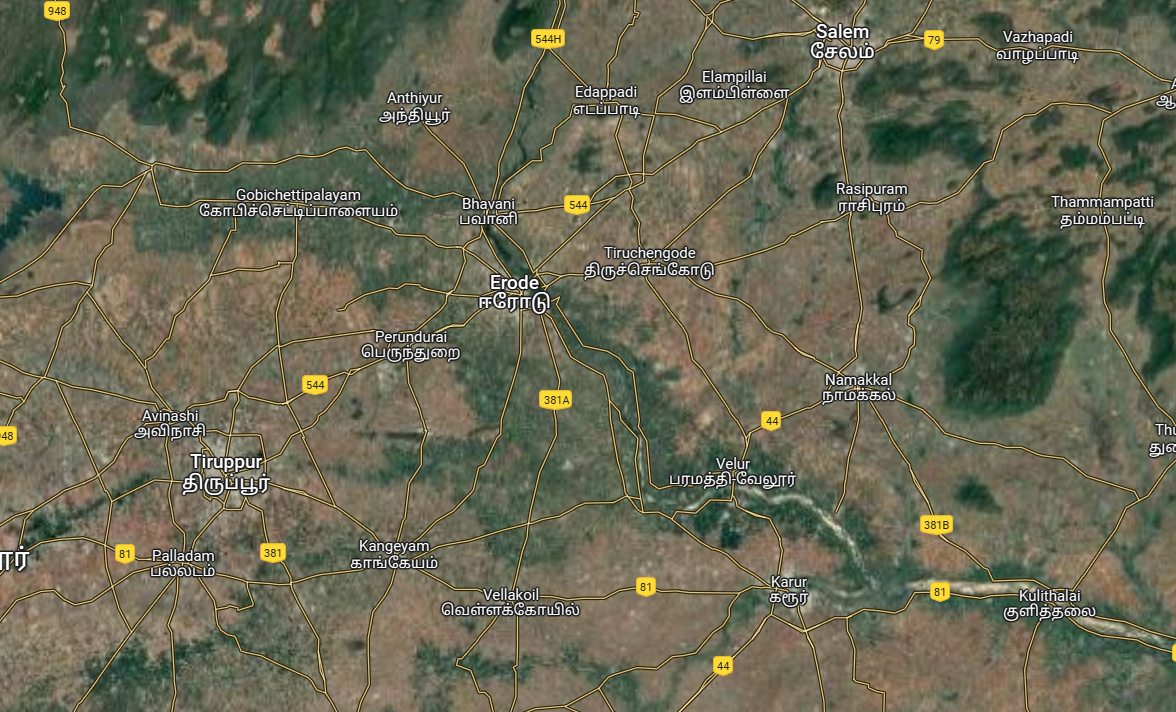 948
544H
Salem
சேலம்
79
Vazhapadi
வாழப்பாடி
Elampillai
இளம்பிள்ளை
Edappadi
எடப்பாடி
Anthiyur
அந்தியூர்
Gobichettipalayam
கோபிச்செட்டிப்பாளையம்
Bhavani
பவானி
544
Rasipuram
ராசிபுரம்
Thammampatti
தம்மம்பட்டி
Tiruchengode
திருச்செங்கோடு
Erode
ஈரோடு
Perundurai
பெருந்துறை
544
381A
Namakkal
நாமக்கல்
Avinashi
அவிநாசி
44
Tiruppur
திருப்பூர்
Velur
பரமத்தி-வேலூர்
381B
81
Palladam
பல்லடம்
381
Kangeyam
காங்கேயம்
Vellakoil
வெள்ளக்கோயில்
81
Karur
கரூர்
81
Kulithalai
குளித்தலை
44